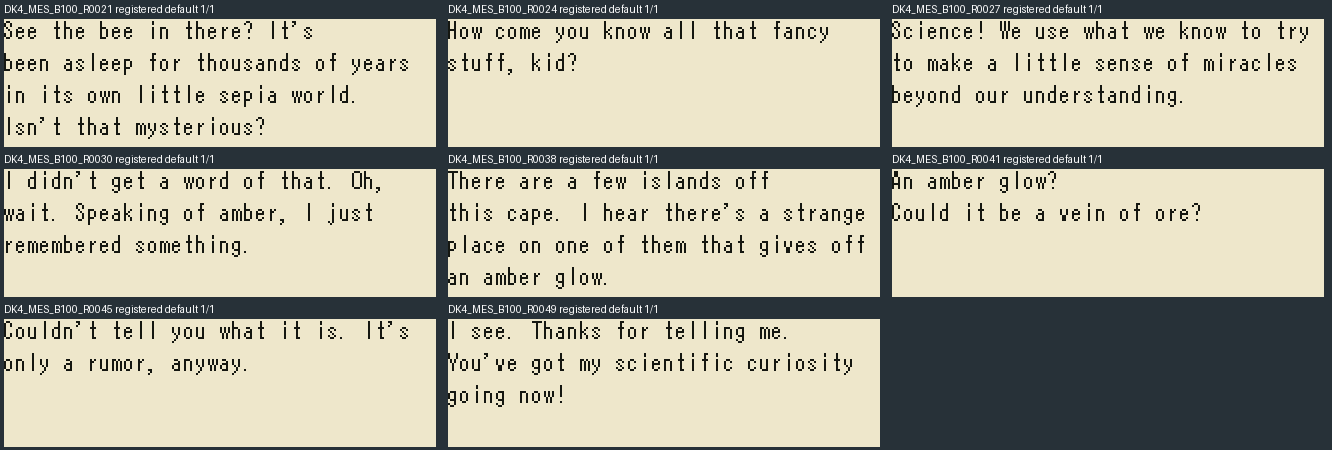 DK4_MES_B100_R0021 registered default 1/1
See the bee in there? It's
been asleep for thousands of years
in its own little sepia world.
Isn't that mysterious?
DK4_MES_B100_R0024 registered default 1/1
How come you know all that fancy
stuff, kid?
DK4_MES_B100_R0027 registered default 1/1
Science! We use what we know to try
to make a little sense of miracles
beyond our understanding.
DK4_MES_B100_R0030 registered default 1/1
I didn't get a word of that. Oh,
wait. Speaking of amber, I just
remembered something.
DK4_MES_B100_R0038 registered default 1/1
There are a few islands off
this cape. I hear there's a strange
place on one of them that gives off
an amber glow.
DK4_MES_B100_R0041 registered default 1/1
An amber glow?
Could it be a vein of ore?
DK4_MES_B100_R0045 registered default 1/1
Couldn't tell you what it is. It's
only a rumor, anyway.
DK4_MES_B100_R0049 registered default 1/1
I see. Thanks for telling me.
You've got my scientific curiosity
going now!